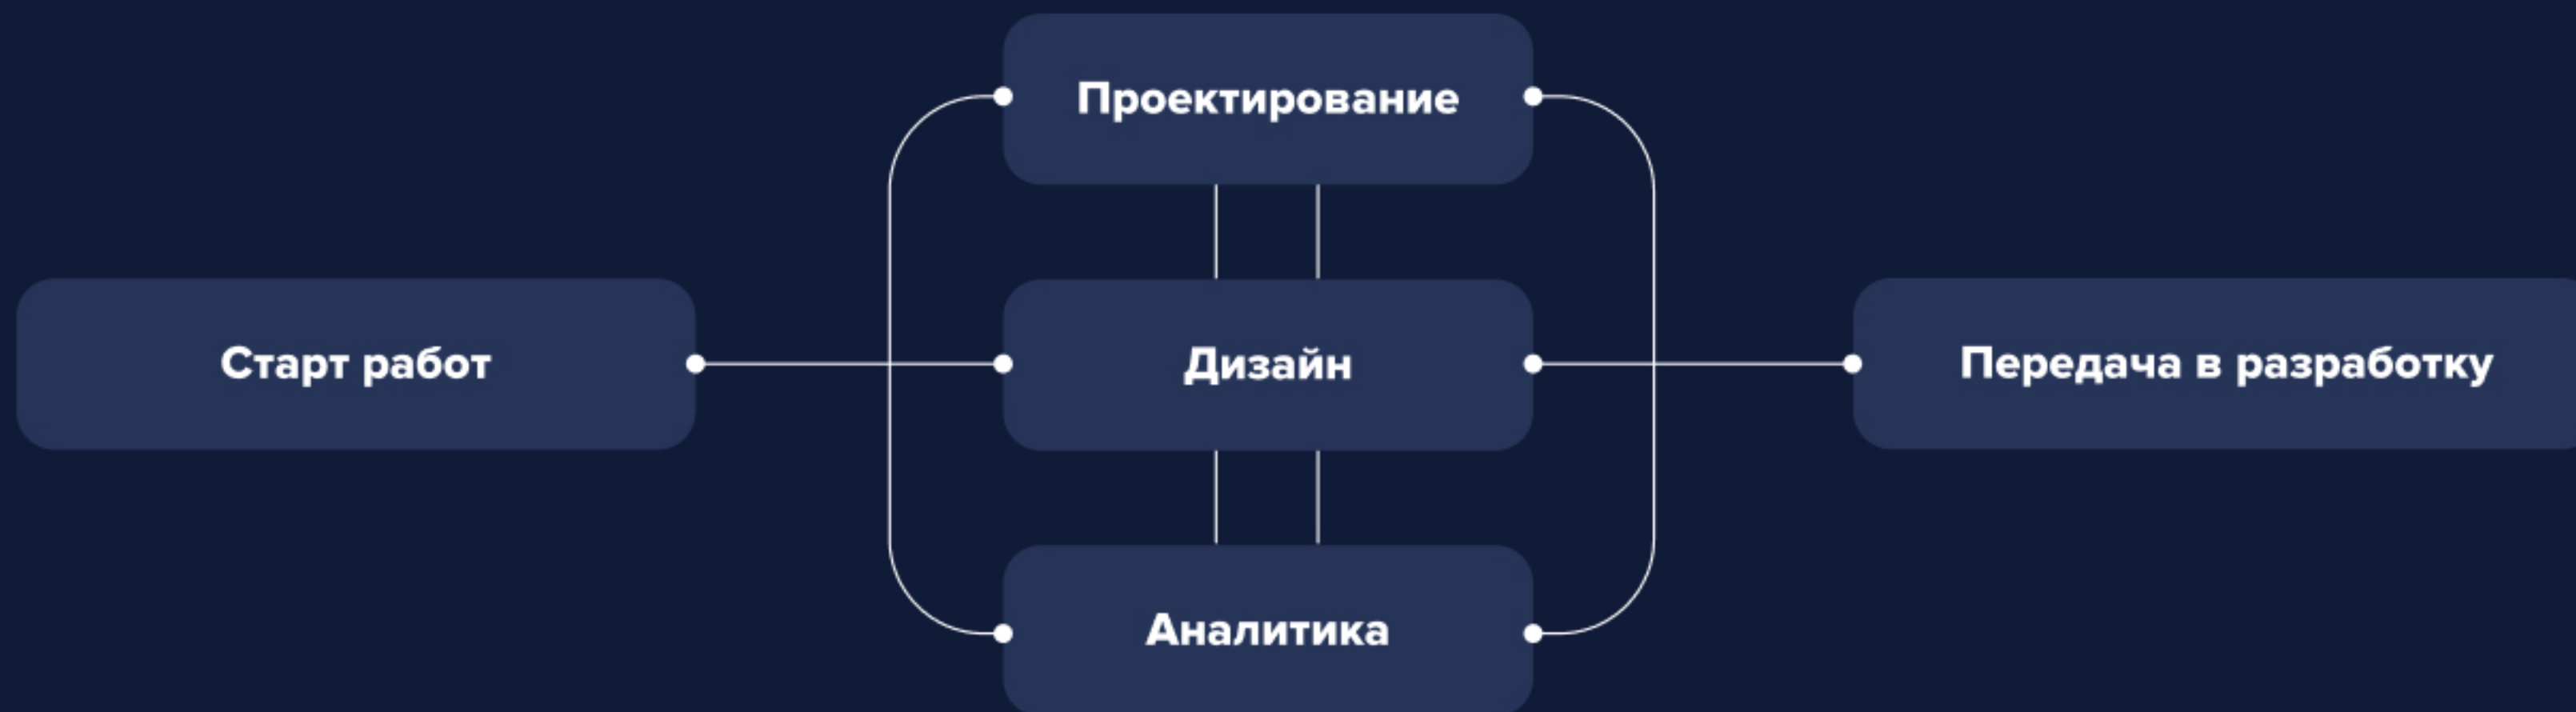 Проектирование
Старт работ
Дизайн
Передача в разработку
Аналитика